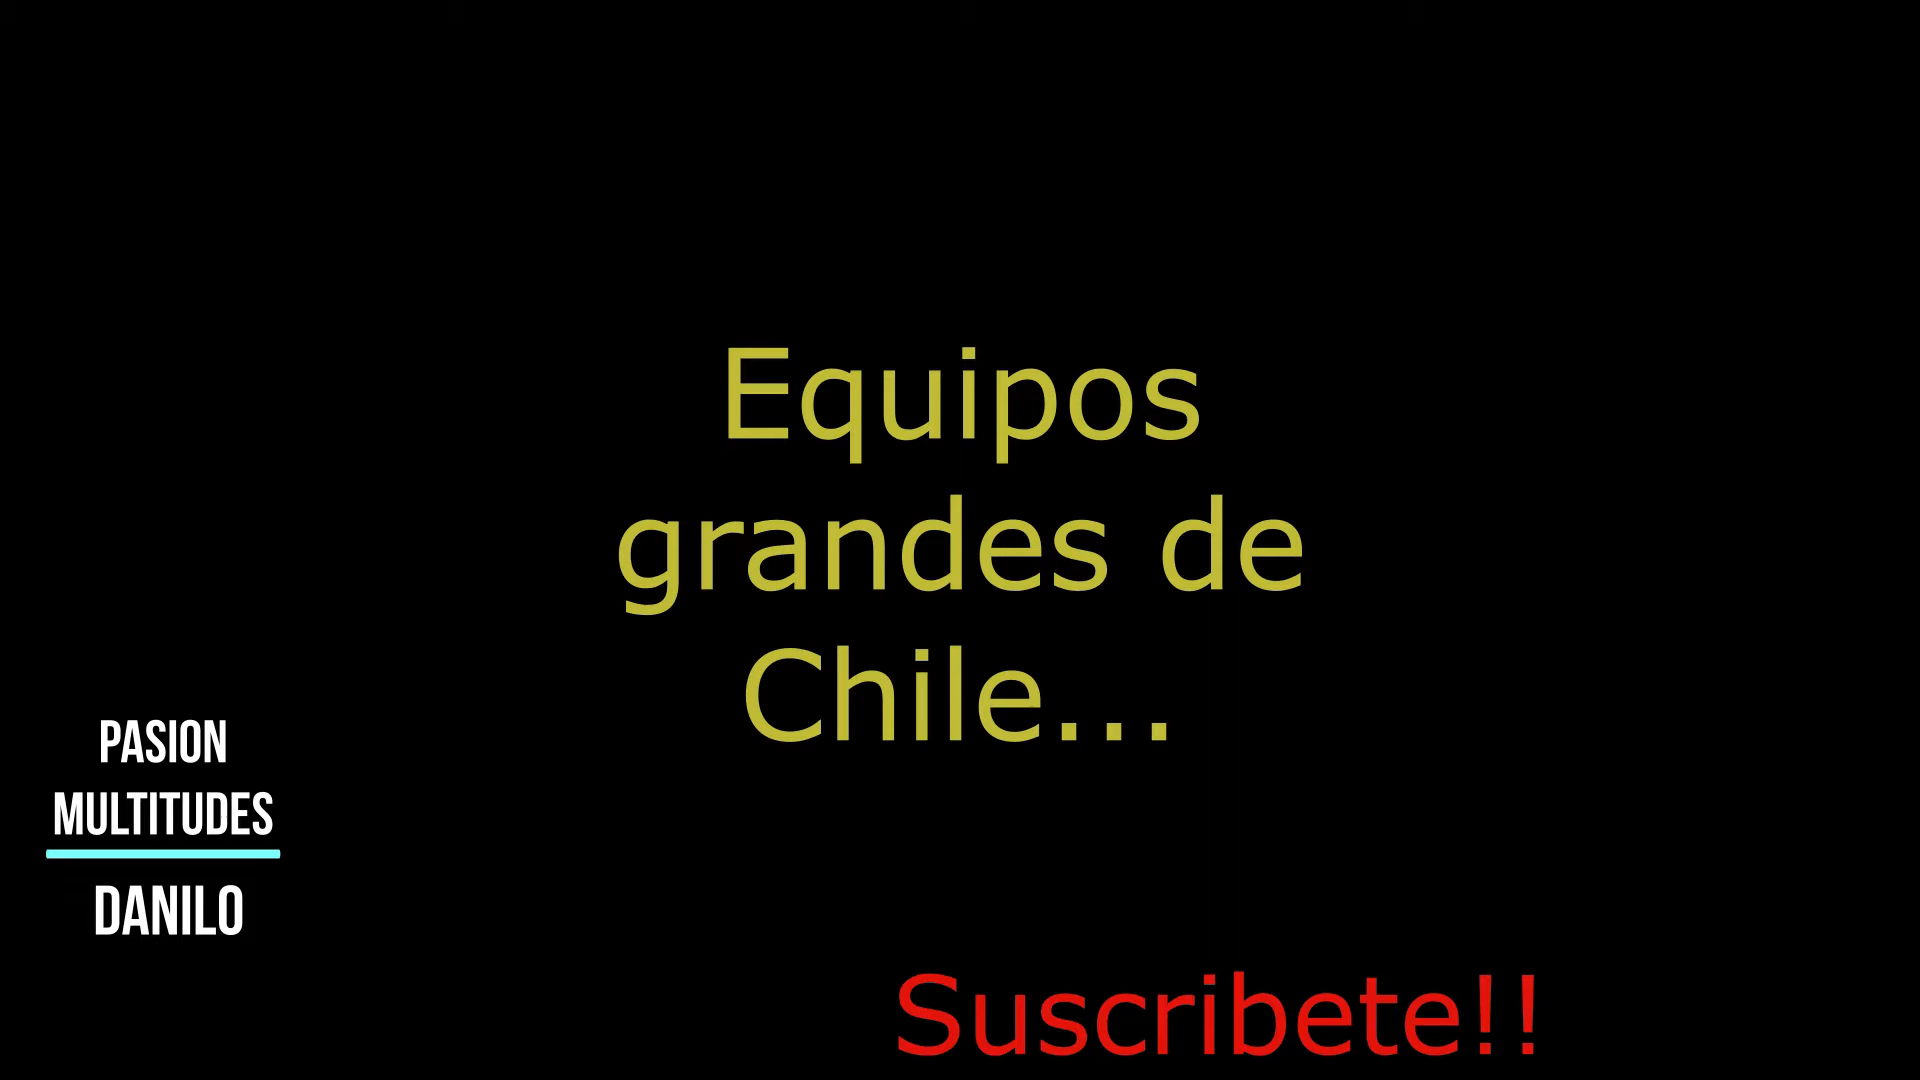 Equipos
grandes de
Chile...
PASION
MULTITUDES
DANILO
Suscribete!!